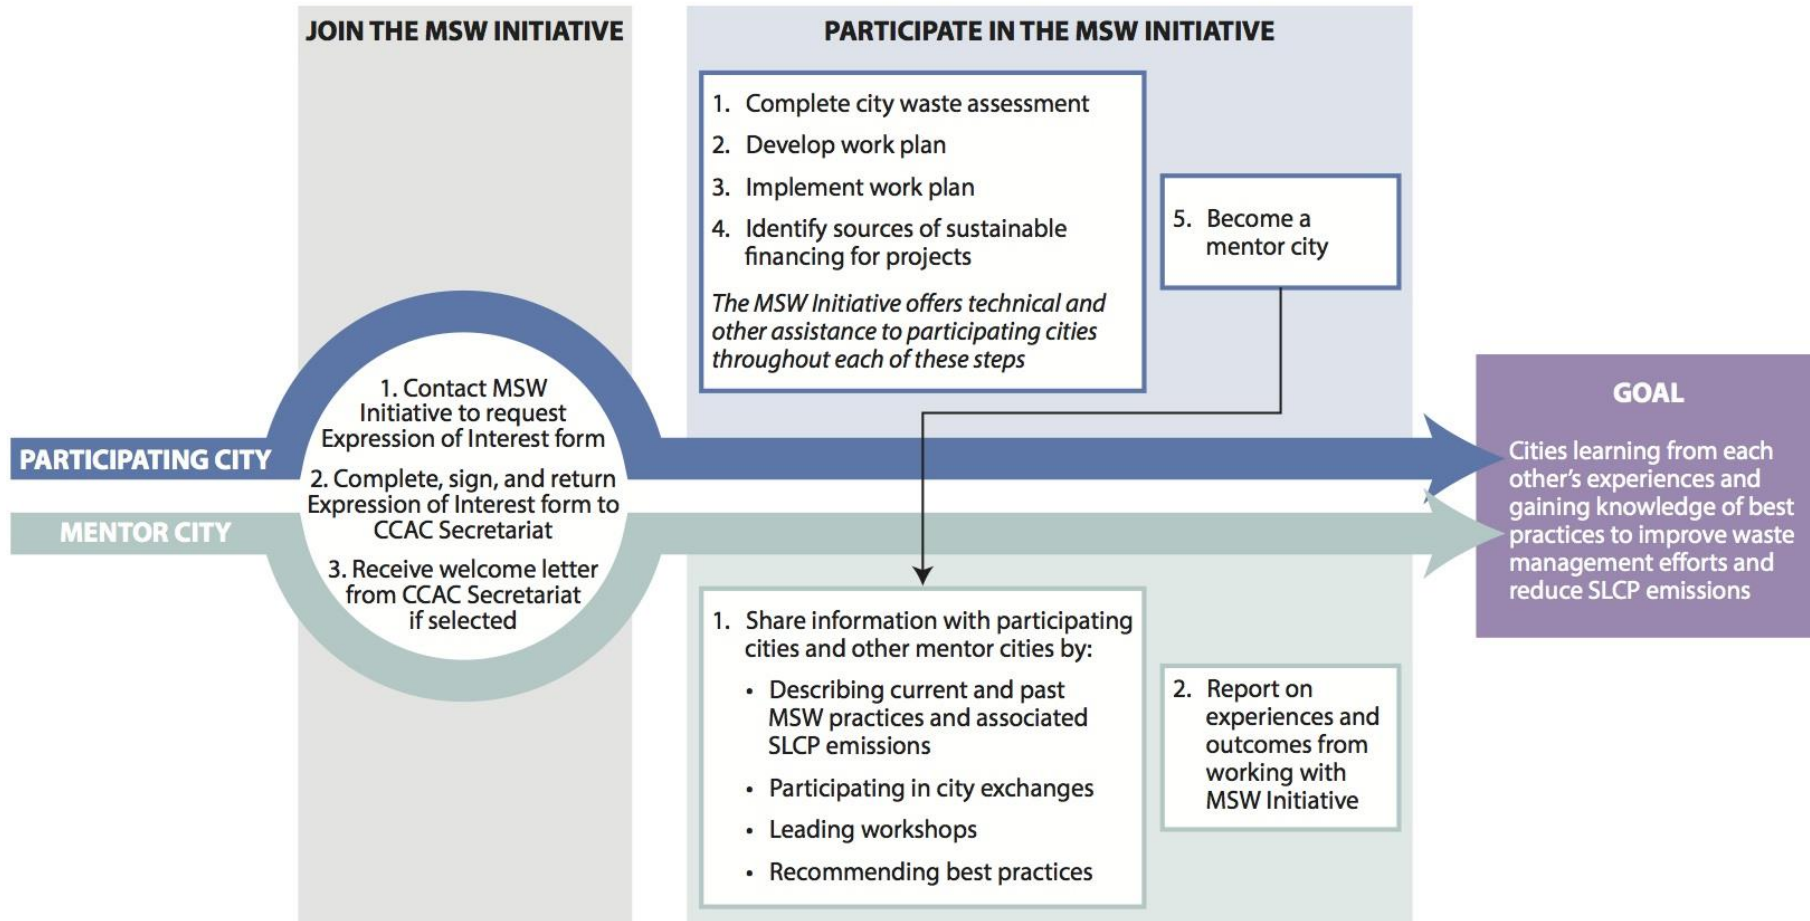 JOIN THE MSW INITIATIVE
PARTICIPATE IN THE MSW INITIATIVE
PARTICIPATING CITY
MENTOR CITY
1. Contact MSW
Initiative to request
Expression of Interest form
2. Complete, sign, and return
Expression of Interest form to
CCAC Secretariat
3. Receive welcome letter
from CCAC Secretariat
if selected
1. Complete city waste assessment
2. Develop work plan
3. Implement work plan
4. Identify sources of sustainable
financing for projects
The MSW Initiative offers technical and
other assistance to participating cities
throughout each of these steps
5. Become a
mentor city
1. Share information with participating
cities and other mentor cities by:
• Describing current and past
MSW practices and associated
SLCP emissions
• Participating in city exchanges
• Leading workshops
• Recommending best practices
2. Report on
experiences and
outcomes from
working with
MSW Initiative
GOAL
Cities learning from each
other’s experiences and
gaining knowledge of best
practices to improve waste
management efforts and
reduce SLCP emissions